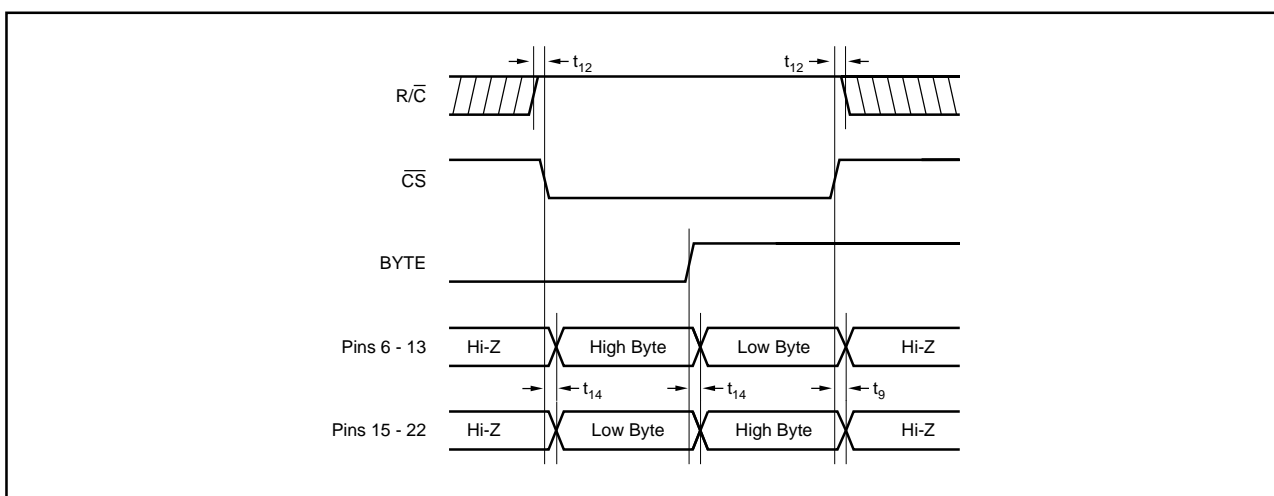 t12 t12
R/C̅
C̅S̅
BYTE
Pins 6 - 13 Hi-Z High Byte Low Byte Hi-Z
t14 t14 t9
Pins 15 - 22 Hi-Z Low Byte High Byte Hi-Z